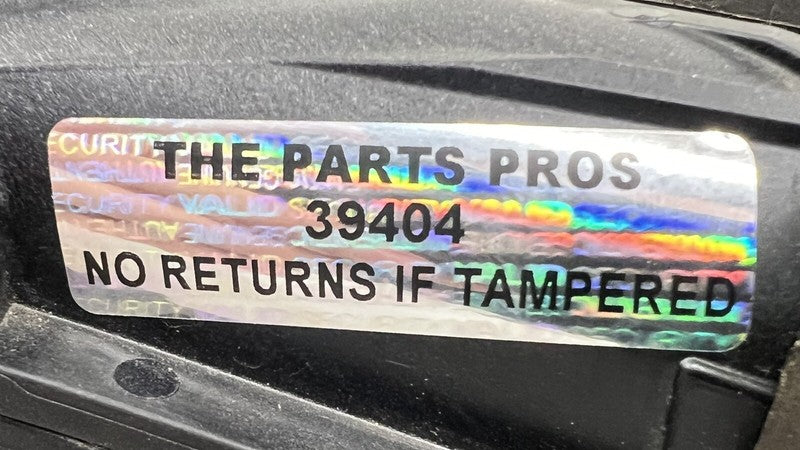 THE PARTS PROS
39404
NO RETURNS IF TAMPERED